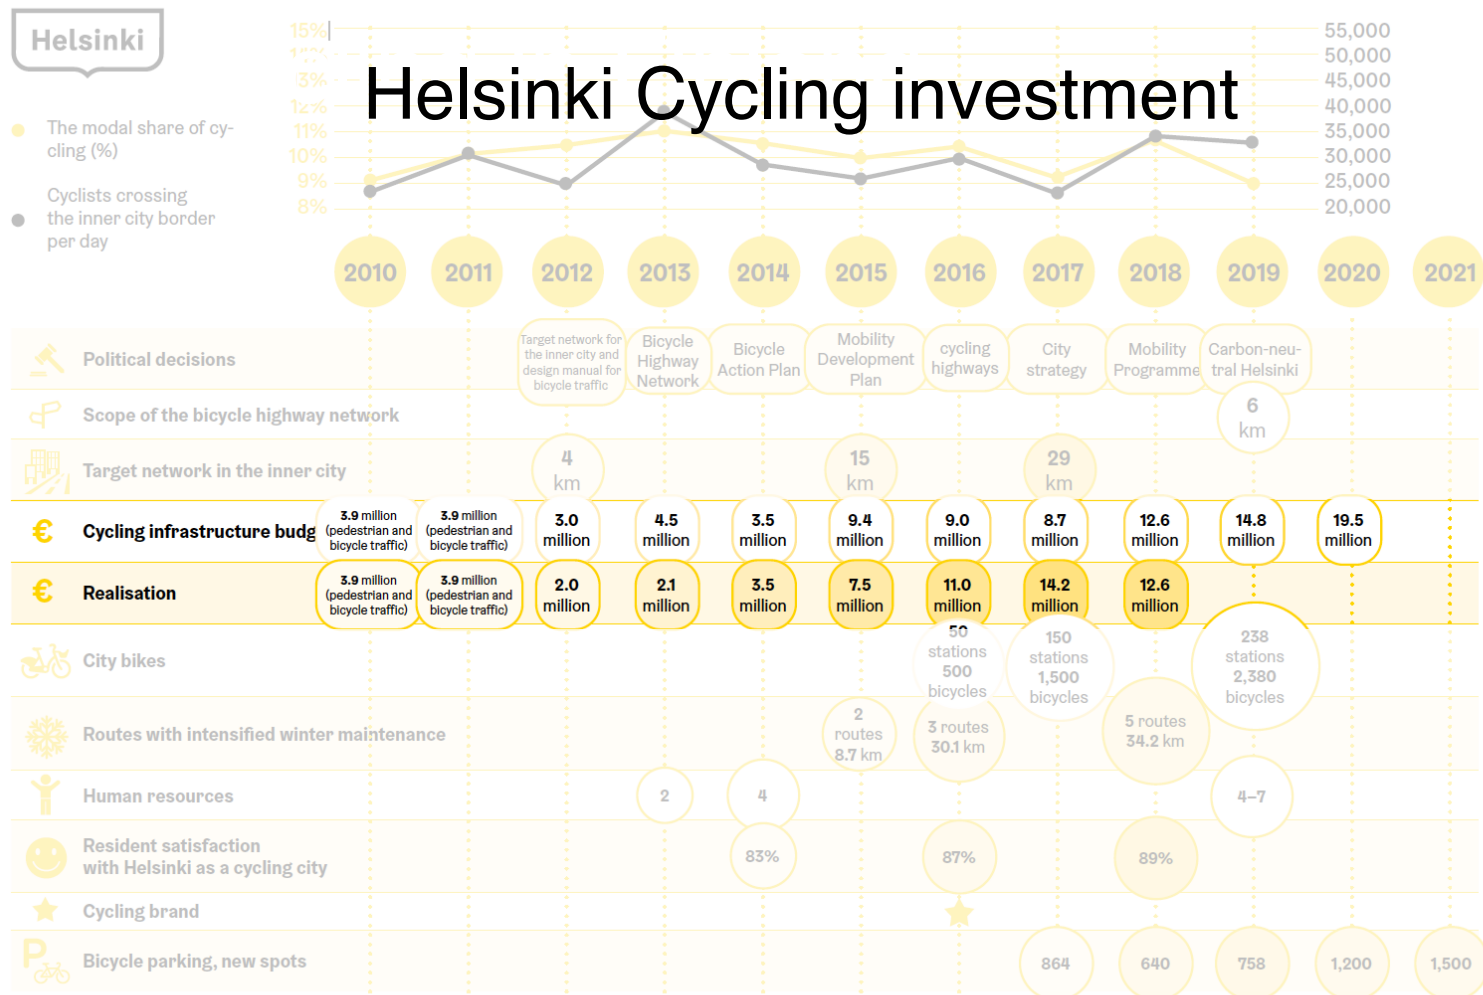 Helsinki
Helsinki Cycling investment
15%
3%
12%
11%
10%
9%
8%
55,000
50,000
45,000
40,000
35,000
30,000
25,000
20,000
The modal share of cy-
cling (%)
Cyclists crossing
the inner city border
per day
2010 2011 2012 2013 2014 2015 2016 2017 2018 2019 2020 2021
Political decisions
Target network for
the inner city and
design manual for
bicycle traffic
Bicycle
Highway
Network
Bicycle
Action Plan
Mobility
Development
Plan
cycling
highways
City
strategy
Mobility
Programme
Carbon-neu-
tral Helsinki
Scope of the bicycle highway network
6
km
Target network in the inner city
4
km
15
km
29
km
€ Cycling infrastructure budg
3.9 million
(pedestrian and
bicycle traffic)
3.9 million
(pedestrian and
bicycle traffic)
3.0
million
4.5
million
3.5
million
9.4
million
9.0
million
8.7
million
12.6
million
14.8
million
19.5
million
€ Realisation
3.9 million
(pedestrian and
bicycle traffic)
3.9 million
(pedestrian and
bicycle traffic)
2.0
million
2.1
million
3.5
million
7.5
million
11.0
million
14.2
million
12.6
million
City bikes
50
stations
500
bicycles
150
stations
1,500
bicycles
238
stations
2,380
bicycles
Routes with intensified winter maintenance
2
routes
8.7 km
3 routes
30.1 km
5 routes
34.2 km
Human resources
2
4
4–7
Resident satisfaction
with Helsinki as a cycling city
83%
87%
89%
Cycling brand
P
Bicycle parking, new spots
864
640
758
1,200
1,500